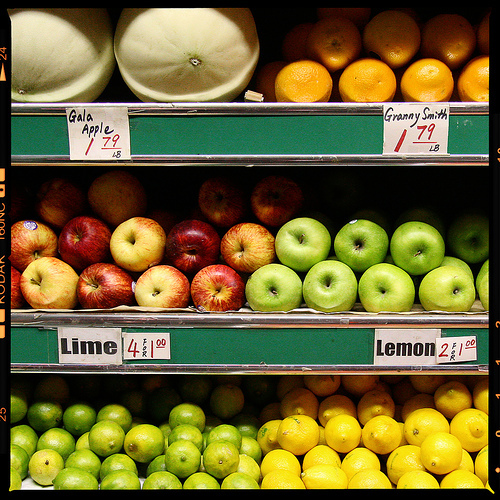 Gala
Apple
1 79
LB
Granny Smith
1 79
LB
Lime
4 FOR 1 00
Lemon
2 FOR 1 00
24
KODAK 160NC
25